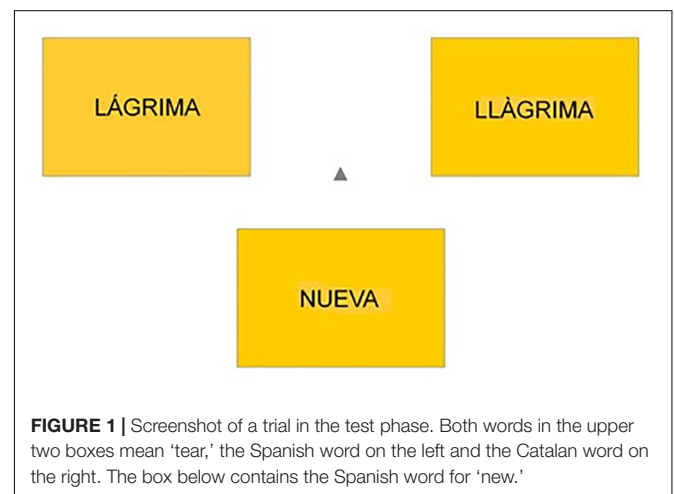 LÁGRIMA
LLÀGRIMA
NUEVA
FIGURE 1 | Screenshot of a trial in the test phase. Both words in the upper
two boxes mean ‘tear,’ the Spanish word on the left and the Catalan word on
the right. The box below contains the Spanish word for ‘new.’